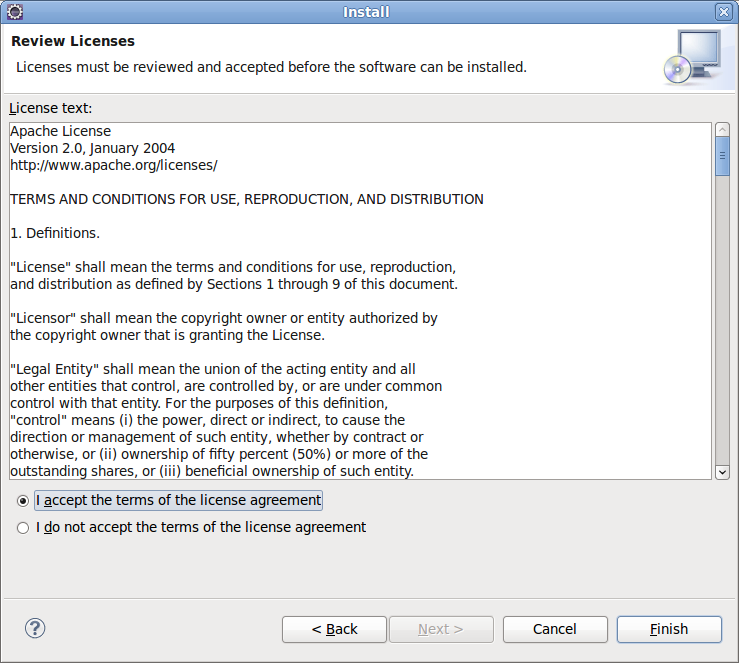 Install
Review Licenses
Licenses must be reviewed and accepted before the software can be installed.
License text:
Apache License
Version 2.0, January 2004
http://www.apache.org/licenses/
TERMS AND CONDITIONS FOR USE, REPRODUCTION, AND DISTRIBUTION
1. Definitions.
"License" shall mean the terms and conditions for use, reproduction,
and distribution as defined by Sections 1 through 9 of this document.
"Licensor" shall mean the copyright owner or entity authorized by
the copyright owner that is granting the License.
"Legal Entity" shall mean the union of the acting entity and all
other entities that control, are controlled by, or are under common
control with that entity. For the purposes of this definition,
"control" means (i) the power, direct or indirect, to cause the
direction or management of such entity, whether by contract or
otherwise, or (ii) ownership of fifty percent (50%) or more of the
outstanding shares, or (iii) beneficial ownership of such entity.
I accept the terms of the license agreement
I do not accept the terms of the license agreement
? < Back Next > Cancel Finish